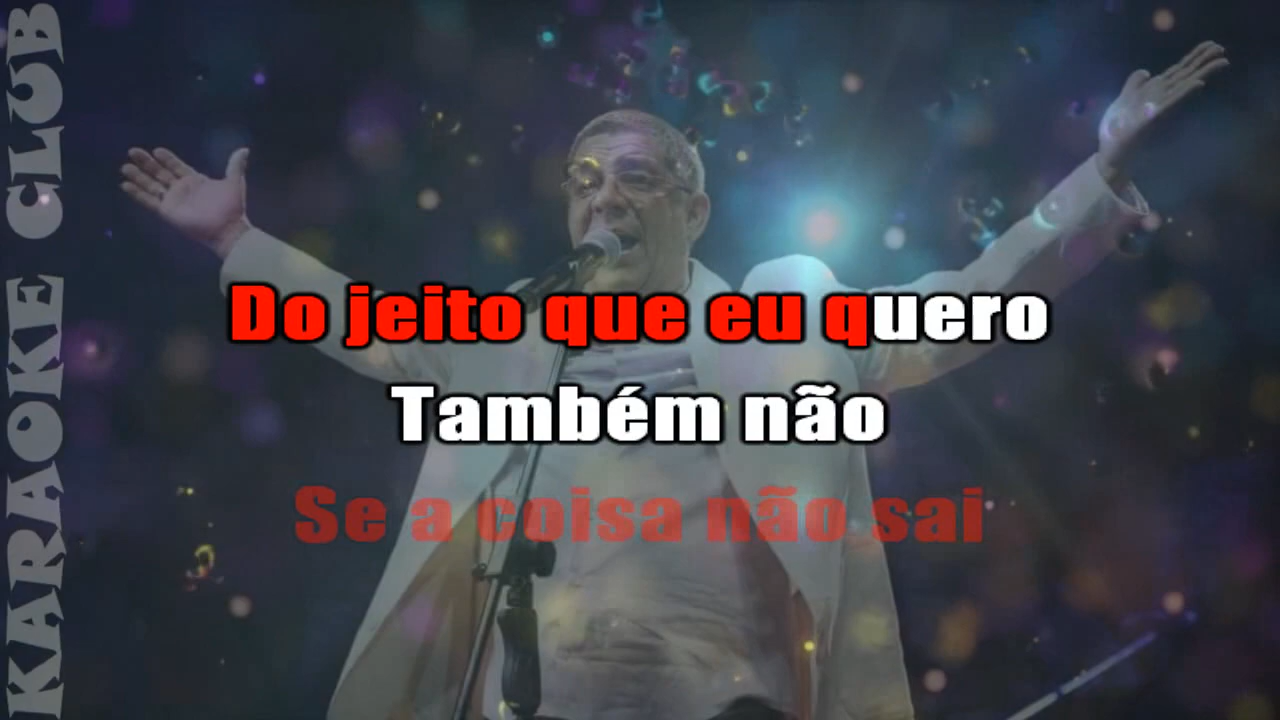 KARAOKE CLUB
Do jeito que eu quero
Também não
Se a coisa não sai